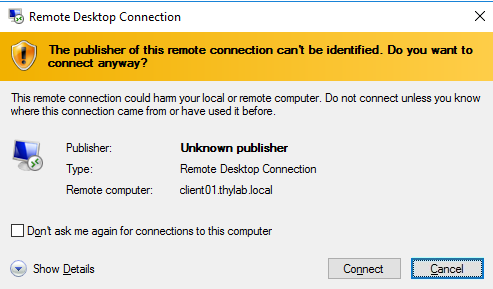 Remote Desktop Connection
The publisher of this remote connection can't be identified. Do you want to
connect anyway?
This remote connection could harm your local or remote computer. Do not connect unless you know
where this connection came from or have used it before.
Publisher: Unknown publisher
Type: Remote Desktop Connection
Remote computer: client01.thylab.local
Don't ask me again for connections to this computer
Show Details Connect Cancel